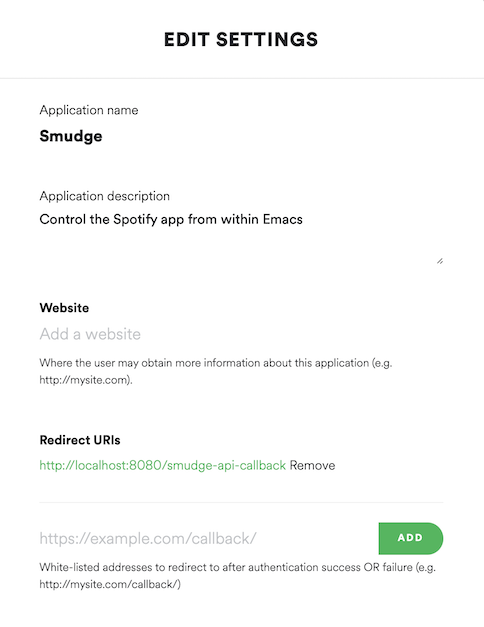 EDIT SETTINGS
Application name
Smudge
Application description
Control the Spotify app from within Emacs
Website
Add a website
Where the user may obtain more information about this application (e.g.
http://mysite.com).
Redirect URIs
http://localhost:8080/smudge-api-callback Remove
https://example.com/callback/ ADD
White-listed addresses to redirect to after authentication success OR failure (e.g.
http://mysite.com/callback/)